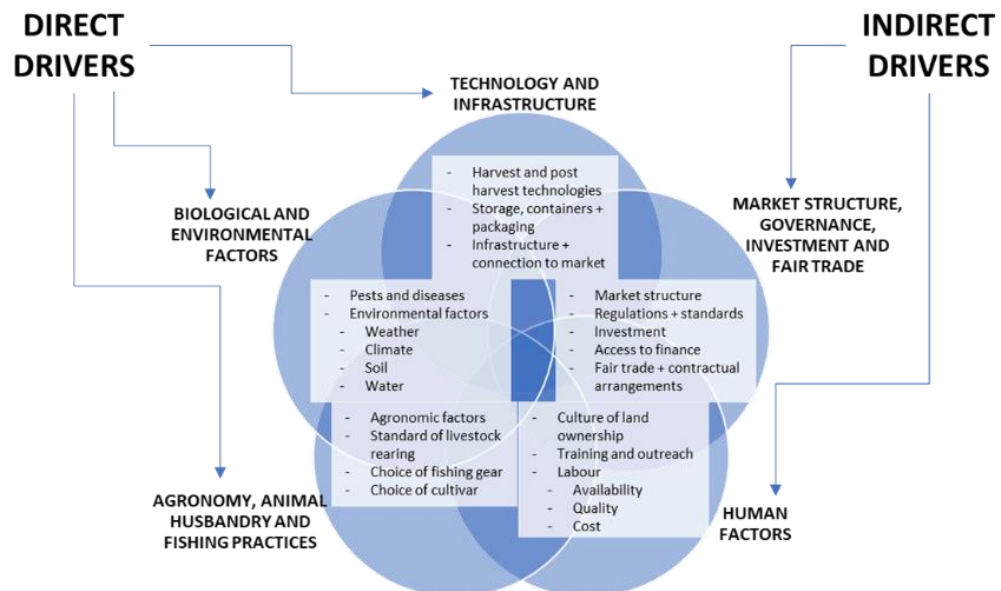 DIRECT
DRIVERS
INDIRECT
DRIVERS
TECHNOLOGY AND
INFRASTRUCTURE
- Harvest and post
harvest technologies
- Storage, containers +
packaging
- Infrastructure +
connection to market
BIOLOGICAL AND
ENVIRONMENTAL
FACTORS
MARKET STRUCTURE,
GOVERNANCE,
INVESTMENT AND
FAIR TRADE
- Pests and diseases
- Environmental factors
- Weather
- Climate
- Soil
- Water
- Market structure
- Regulations + standards
- Investment
- Access to finance
- Fair trade + contractual
arrangements
- Agronomic factors
- Standard of livestock
rearing
- Choice of fishing gear
- Choice of cultivar
- Culture of land
ownership
- Training and outreach
- Labour
- Availability
- Quality
- Cost
AGRONOMY, ANIMAL
HUSBANDRY AND
FISHING PRACTICES
HUMAN
FACTORS